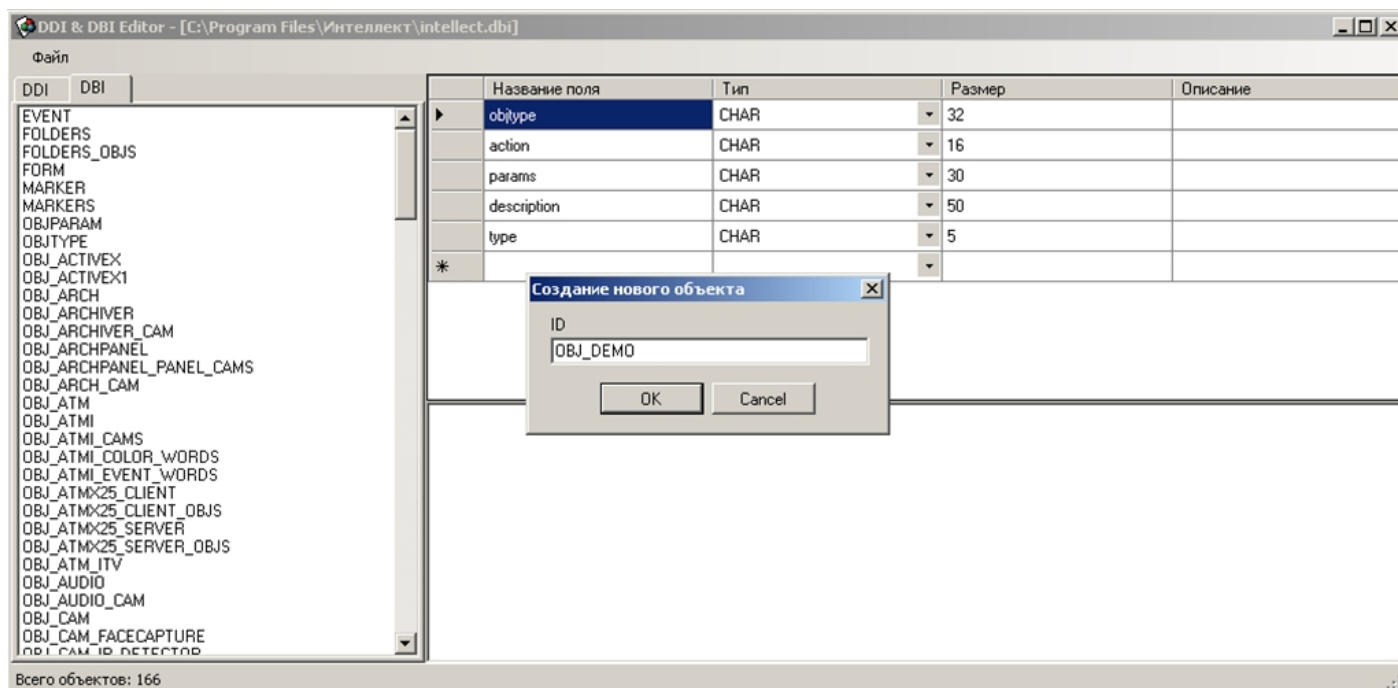 DDI & DBI Editor - [C:\Program Files\Интеллект\intellect.dbi]
Файл
DDI DBI
EVENT
FOLDERS
FOLDERS_OBJS
FORM
MARKER
MARKERS
OBJPARAM
OBJTYPE
OBJ_ACTIVEX
OBJ_ACTIVEX1
OBJ_ARCH
OBJ_ARCHIVER
OBJ_ARCHIVER_CAM
OBJ_ARCHPANEL
OBJ_ARCHPANEL_PANEL_CAMS
OBJ_ARCH_CAM
OBJ_ATM
OBJ_ATMI
OBJ_ATMI_CAMS
OBJ_ATMI_COLOR_WORDS
OBJ_ATMI_EVENT_WORDS
OBJ_ATMX25_CLIENT
OBJ_ATMX25_CLIENT_OBJS
OBJ_ATMX25_SERVER
OBJ_ATMX25_SERVER_OBJS
OBJ_ATM_ITV
OBJ_AUDIO
OBJ_AUDIO_CAM
OBJ_CAM
OBJ_CAM_FACECAPTURE
OBJ_CAM_IR_DETECTOR
Название поля Тип Размер Описание
objtype CHAR 32
action CHAR 16
params CHAR 30
description CHAR 50
type CHAR 5
Создание нового объекта
ID
OBJ_DEMO
OK Cancel
Всего объектов: 166